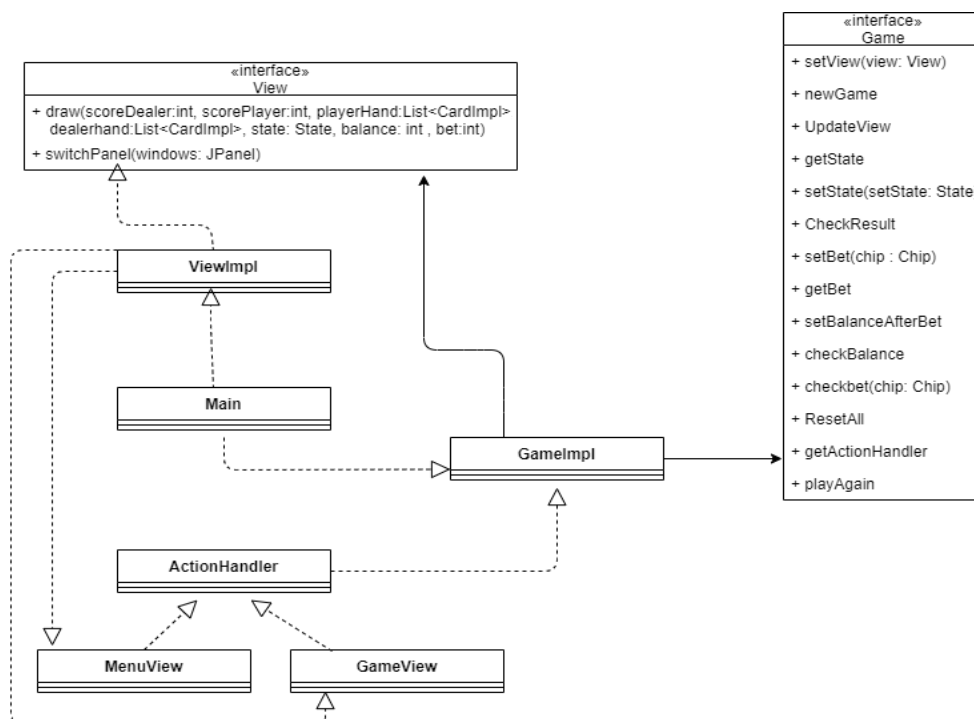 «interface»
View
+ draw(scoreDealer:int, scorePlayer:int, playerHand:List<CardImpl>
dealerhand:List<CardImpl>, state: State, balance: int , bet:int)
+ switchPanel(windows: JPanel)
ViewImpl
Main
GameImpl
ActionHandler
MenuView
GameView
«interface»
Game
+ setView(view: View)
+ newGame
+ UpdateView
+ getState
+ setState(setState: State
+ CheckResult
+ setBet(chip : Chip)
+ getBet
+ setBalanceAfterBet
+ checkBalance
+ checkbet(chip: Chip)
+ ResetAll
+ getActionHandler
+ playAgain